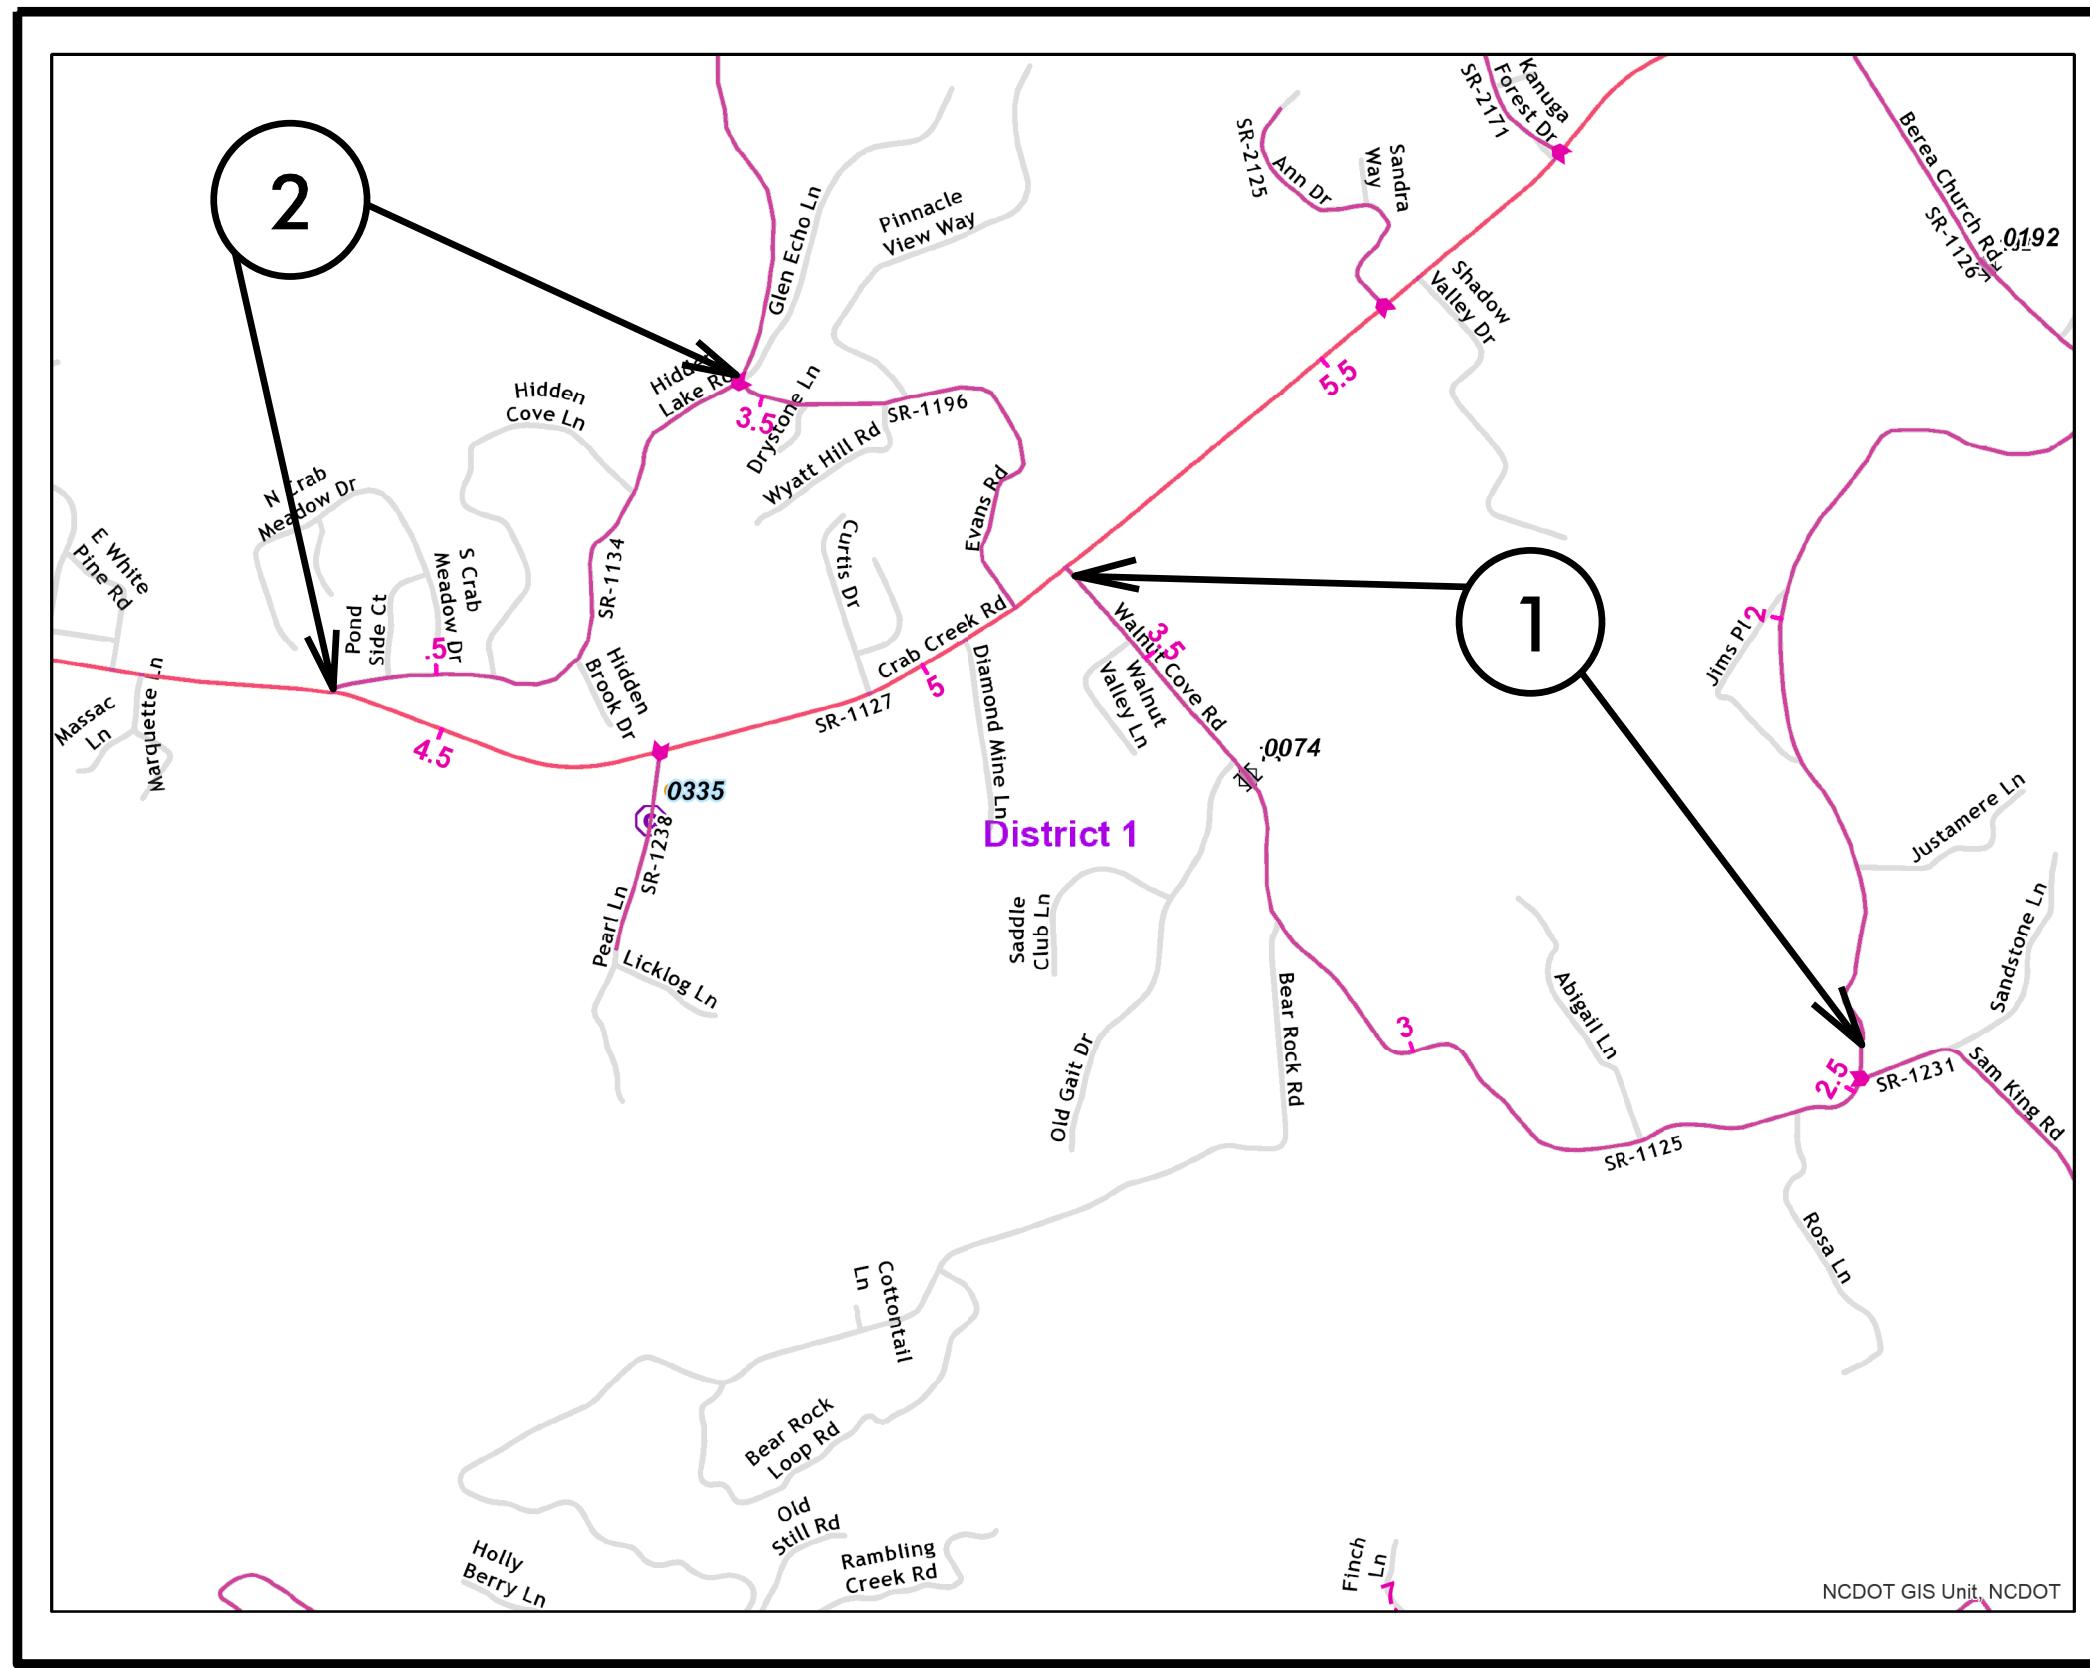 Kanuga
Forest Dr
SR-2171
Berea Church Rd
SR-1126
0192
SR-2125
Ann Dr
Sandra
Way
2
Glen Echo Ln
Pinnacle
View Way
Shadow
Valley Dr
5.5
Hidden
Lake Rd
3.5
Drystone Ln
Wyatt Hill Rd
SR-1196
Hidden
Cove Ln
N Crab
Meadow Dr
E White
Pine Rd
Pond
Side Ct
S Crab
Meadow Dr
.5
SR-1134
Curtis Dr
Evans Rd
Crab Creek Rd
1
Walnut Cove Rd
3.5
Walnut
Valley Ln
Jims Pl
2
Massac
Ln
Marquette Ln
4.5
Hidden
Brook Dr
SR-1127
5
Diamond Mine Ln
0074
0335
C
SR-1238
District 1
Justamere Ln
Pearl Ln
Licklog Ln
Saddle
Club Ln
Old Gait Dr
Bear Rock Rd
3
Abigail Ln
Sandstone Ln
2.5
SR-1231
Sam King Rd
SR-1125
Rosa Ln
Cottontail
Ln
Bear Rock
Loop Rd
Old
Still Rd
Rambling
Creek Rd
Holly
Berry Ln
Finch
Ln
7
NCDOT GIS Unit, NCDOT